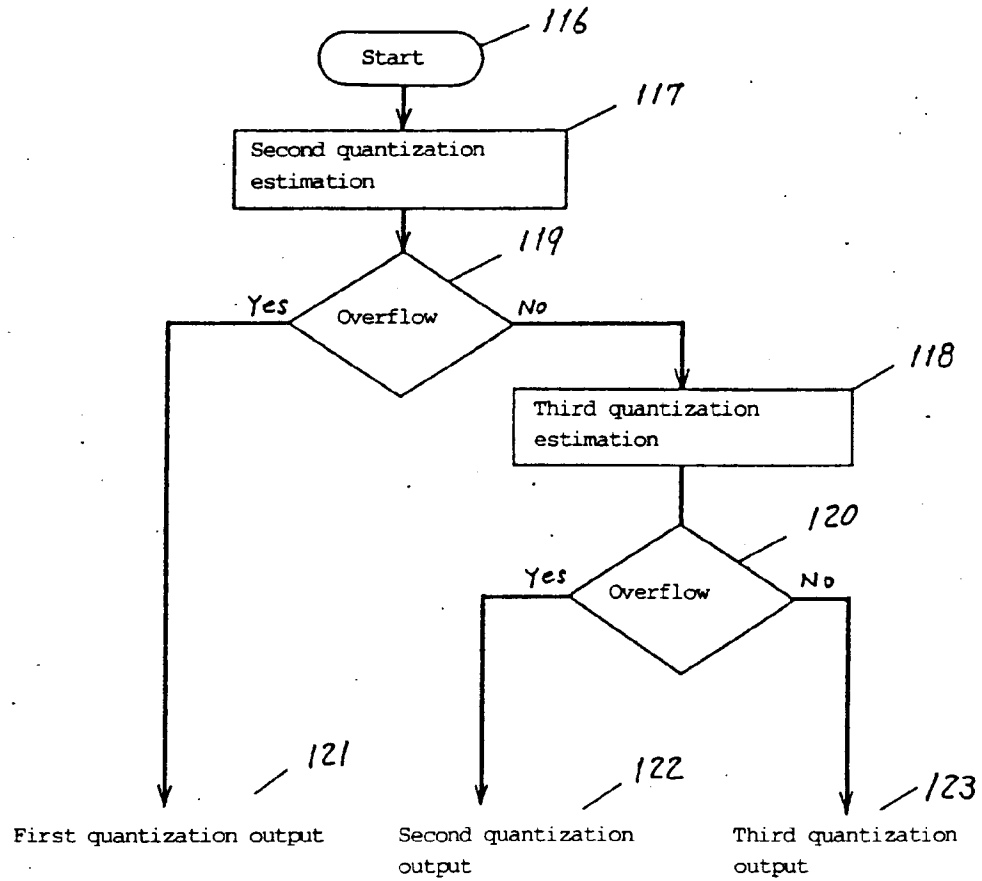 116
Start
117
Second quantization
estimation
119
Yes
Overflow
No
118
Third quantization
estimation
120
Yes
Overflow
No
121
122
123
First quantization output
Second quantization
output
Third quantization
output